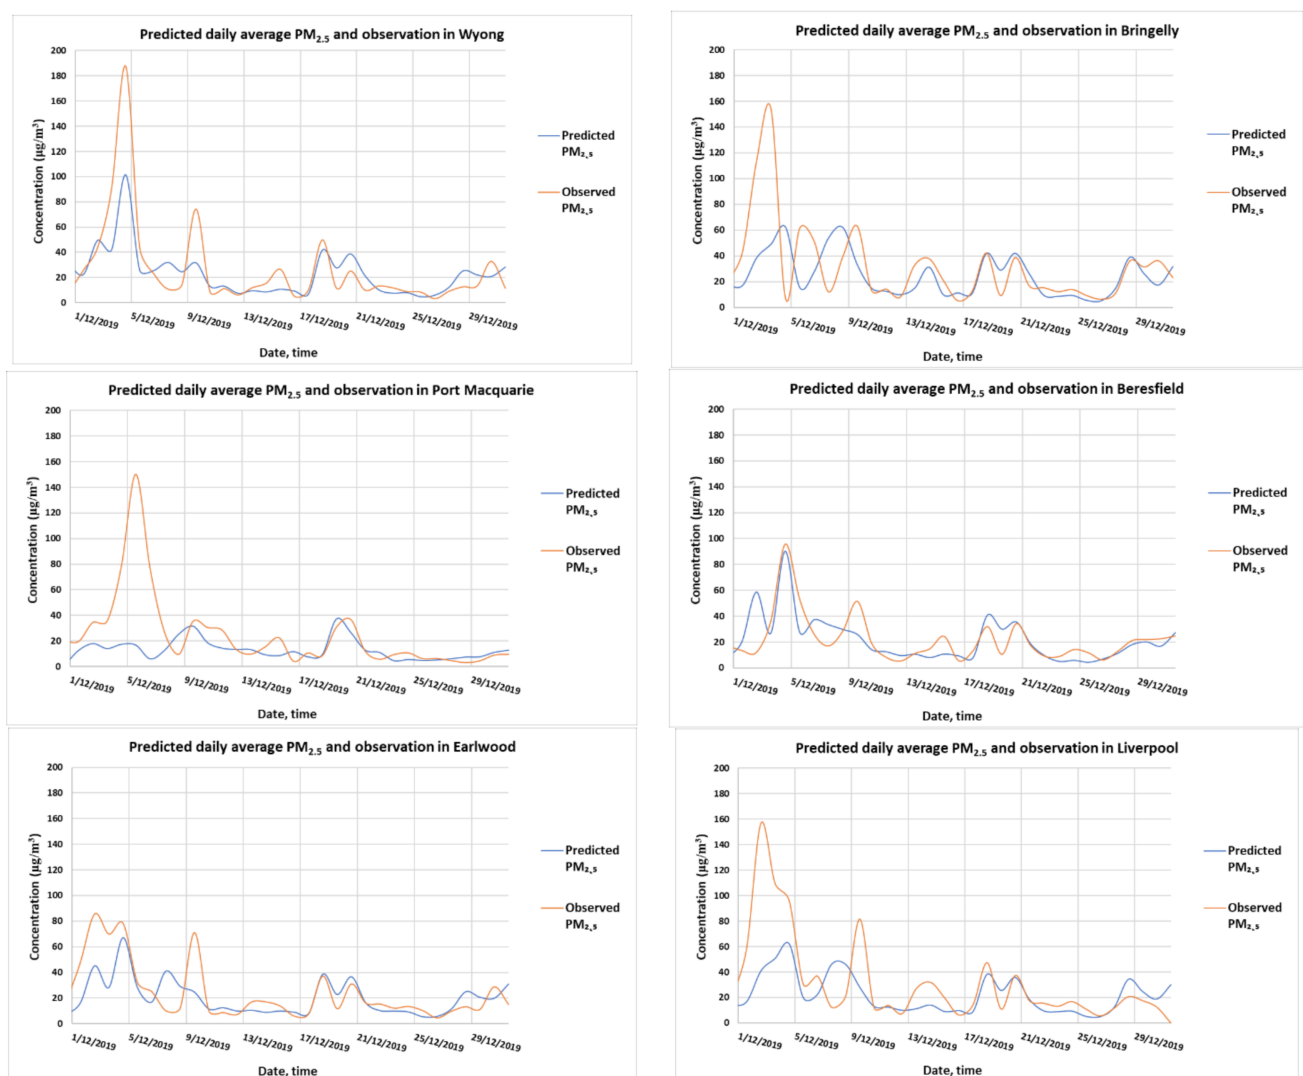 Predicted daily average PM2.5 and observation in Wyong
200
180
160
140
120
100
80
60
40
20
0
Concentration (µg/m³)
1/12/2019 5/12/2019 9/12/2019 13/12/2019 17/12/2019 21/12/2019 25/12/2019 29/12/2019
Date, time
Predicted
PM₂.₅
Observed
PM₂.₅
Predicted daily average PM2.5 and observation in Bringelly
200
180
160
140
120
100
80
60
40
20
0
Concentration (µg/m³)
1/12/2019 5/12/2019 9/12/2019 13/12/2019 17/12/2019 21/12/2019 25/12/2019 29/12/2019
Date, time
Predicted
PM₂.₅
Observed
PM₂.₅
Predicted daily average PM2.5 and observation in Port Macquarie
200
180
160
140
120
100
80
60
40
20
0
Concentration (µg/m³)
1/12/2019 5/12/2019 9/12/2019 13/12/2019 17/12/2019 21/12/2019 25/12/2019 29/12/2019
Date, time
Predicted
PM₂.₅
Observed
PM₂.₅
Predicted daily average PM2.5 and observation in Beresfield
200
180
160
140
120
100
80
60
40
20
0
Concentration (µg/m³)
1/12/2019 5/12/2019 9/12/2019 13/12/2019 17/12/2019 21/12/2019 25/12/2019 29/12/2019
Date, time
Predicted
PM₂.₅
Observed
PM₂.₅
Predicted daily average PM2.5 and observation in Earlwood
200
180
160
140
120
100
80
60
40
20
0
Concentration (µg/m³)
1/12/2019 5/12/2019 9/12/2019 13/12/2019 17/12/2019 21/12/2019 25/12/2019 29/12/2019
Date, time
Predicted
PM₂.₅
Observed
PM₂.₅
Predicted daily average PM2.5 and observation in Liverpool
200
180
160
140
120
100
80
60
40
20
0
Concentration (µg/m³)
1/12/2019 5/12/2019 9/12/2019 13/12/2019 17/12/2019 21/12/2019 25/12/2019 29/12/2019
Date, time
Predicted
PM₂.₅
Observed
PM₂.₅